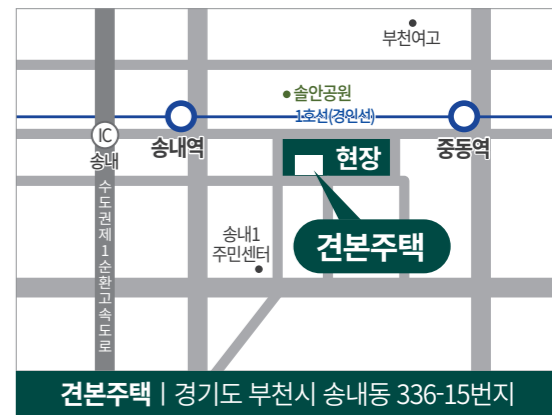 부천여고
솔안공원
1호선(경인선)
IC
송내
송내역
중동역
현장
수도권제1순환고속도로
견본주택
송내1
주민센터
견본주택 | 경기도 부천시 송내동 336-15번지